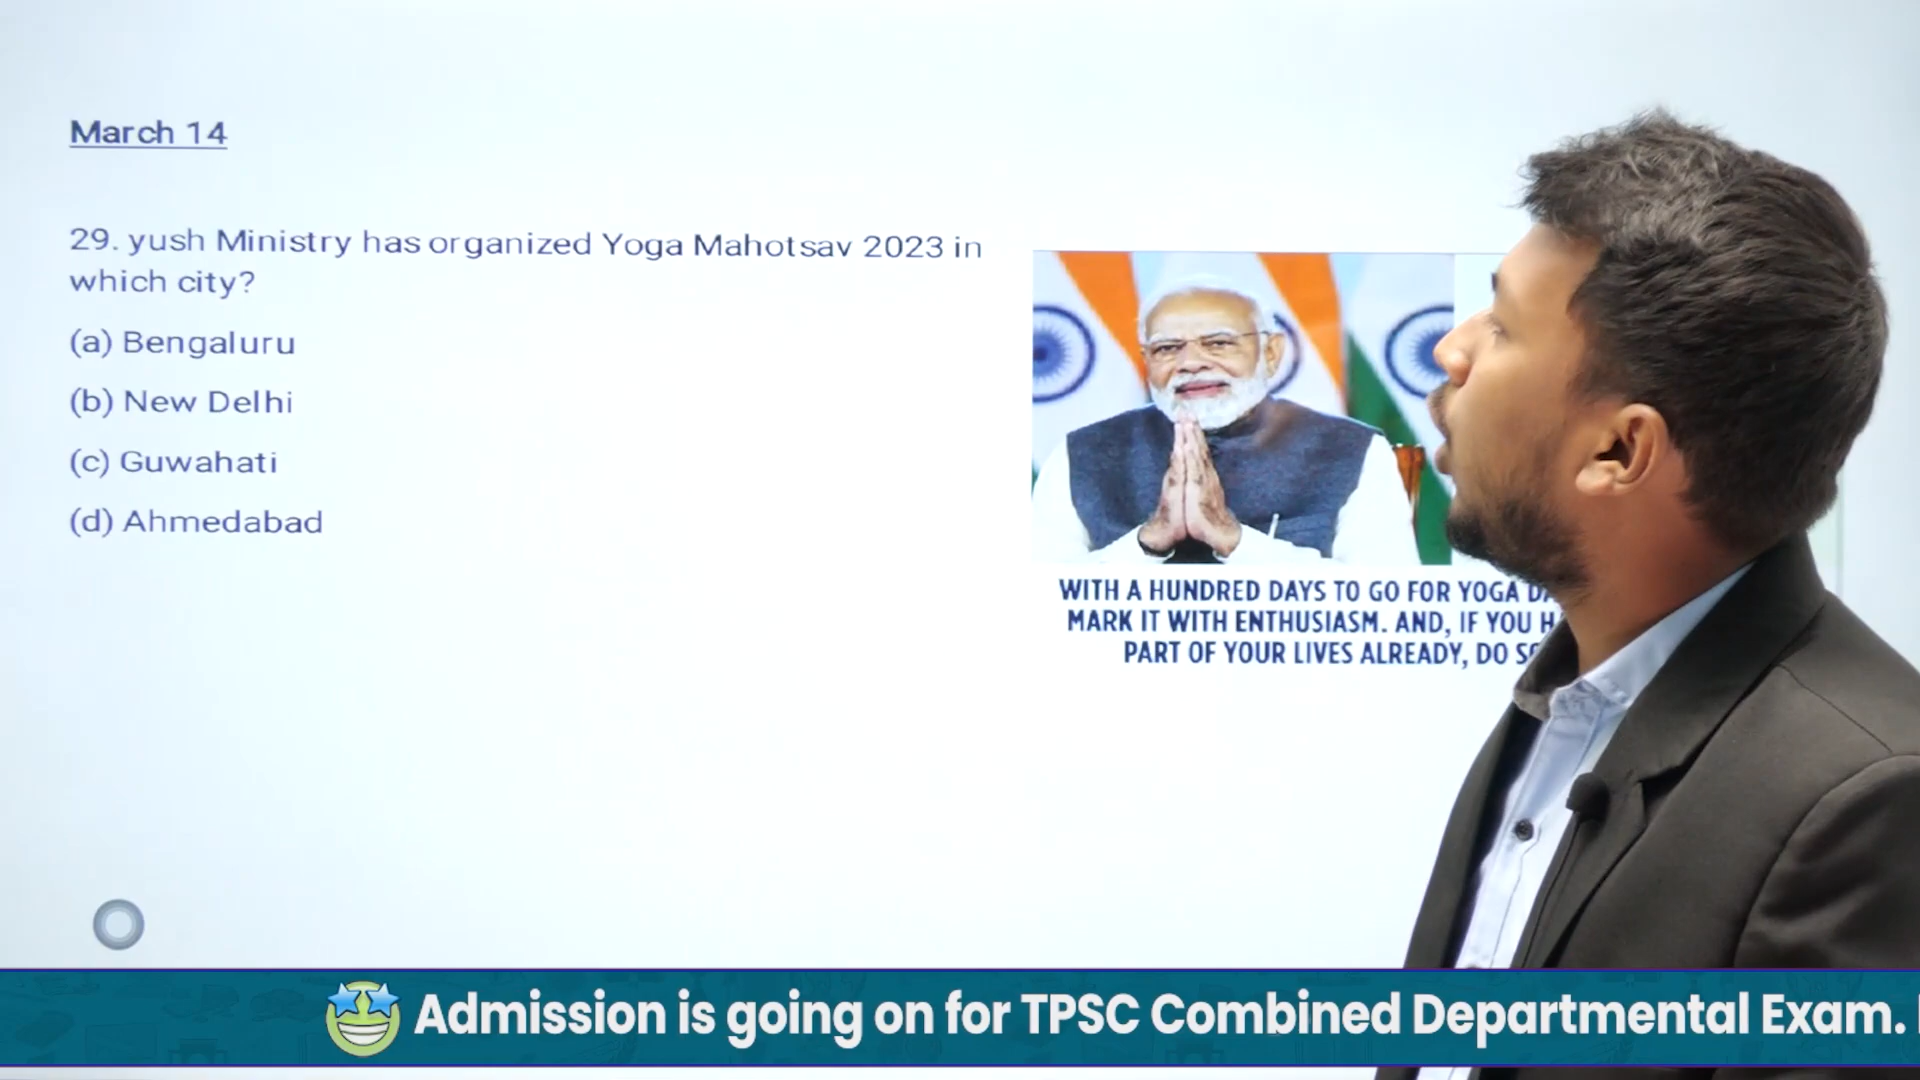 March 14
29. yush Ministry has organized Yoga Mahotsav 2023 in
which city?
(a) Bengaluru
(b) New Delhi
(c) Guwahati
(d) Ahmedabad
WITH A HUNDRED DAYS TO GO FOR YOGA
MARK IT WITH ENTHUSIASM. AND, IF YOU
PART OF YOUR LIVES ALREADY, DO
Admission is going on for TPSC Combined Departmental Exam.